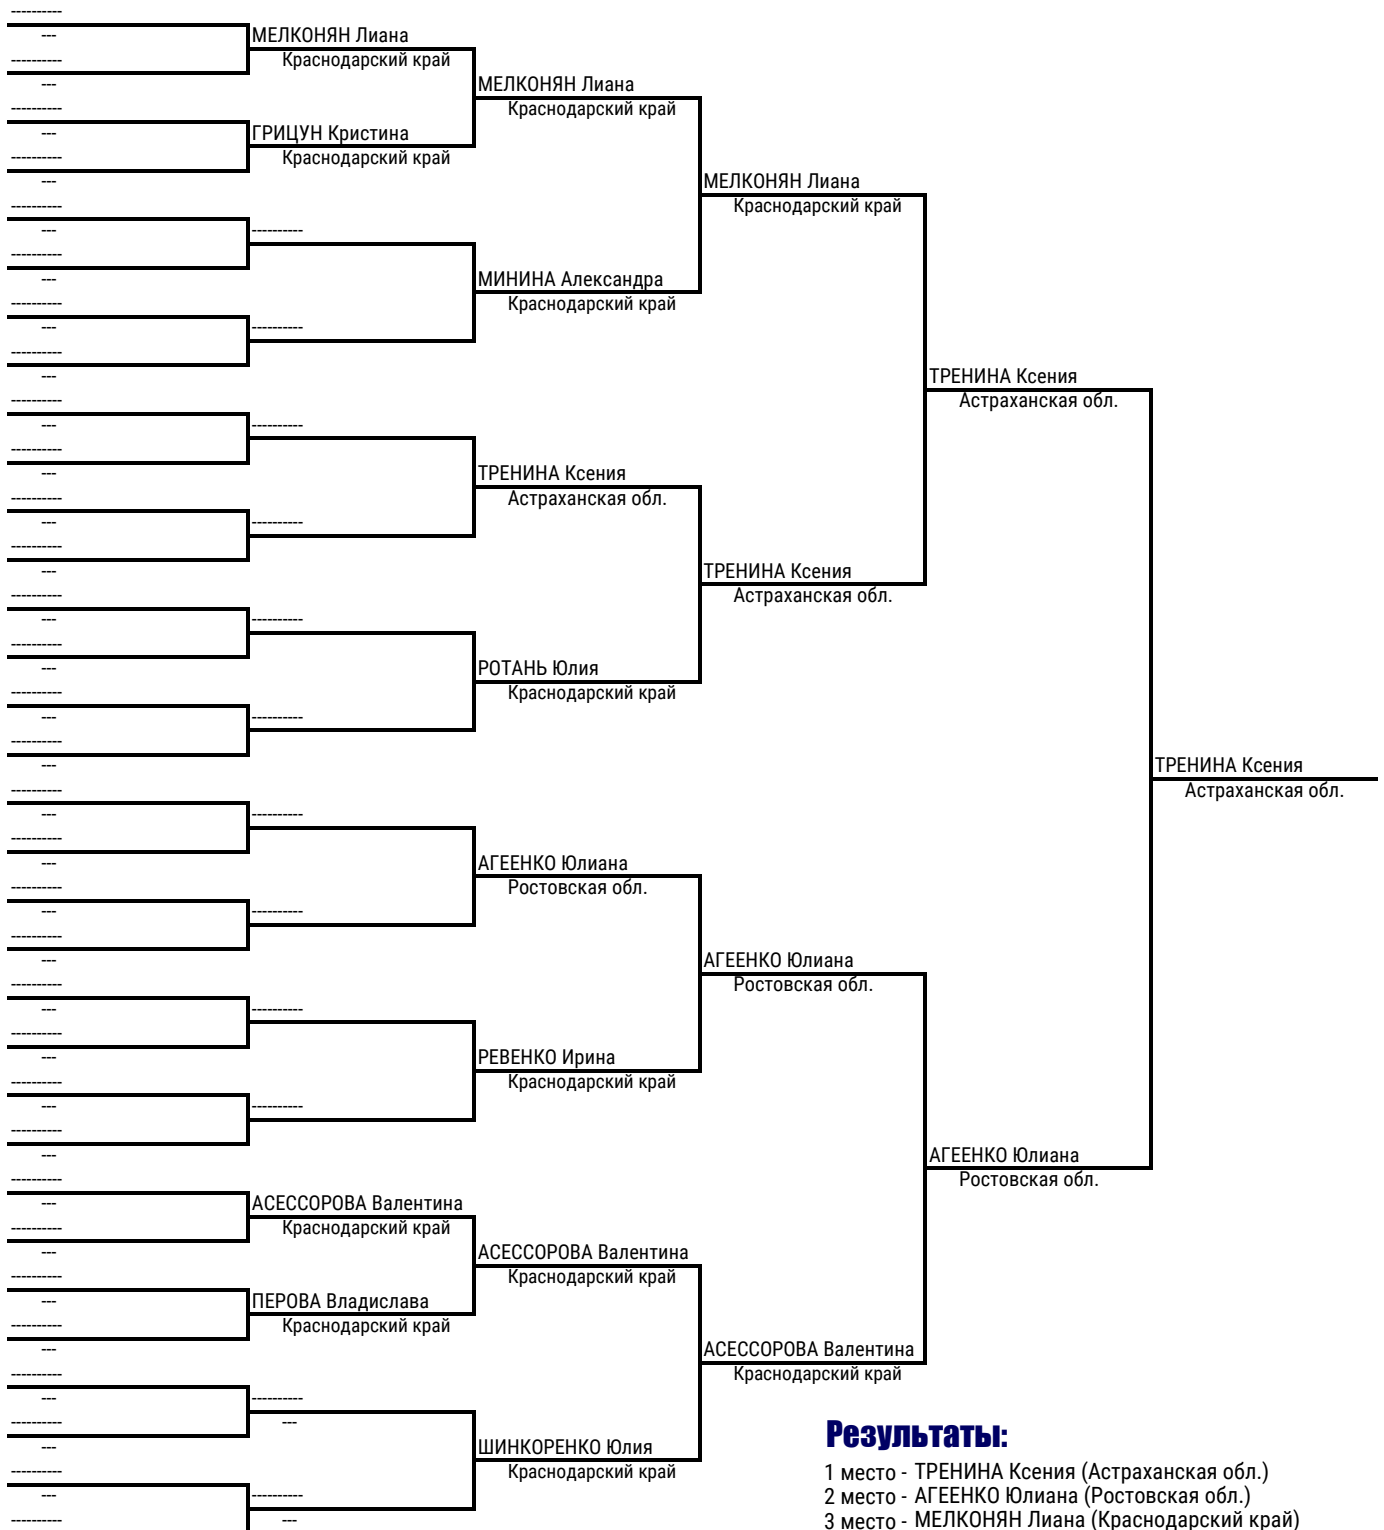 МЕЛКОНЯН Лиана
Краснодарский край
МЕЛКОНЯН Лиана
Краснодарский край
ГРИЦУН Кристина
Краснодарский край
МЕЛКОНЯН Лиана
Краснодарский край
----------
МИНИНА Александра
Краснодарский край
----------
ТРЕНИНА Ксения
Астраханская обл.
----------
ТРЕНИНА Ксения
Астраханская обл.
----------
ТРЕНИНА Ксения
Астраханская обл.
----------
РОТАНЬ Юлия
Краснодарский край
----------
ТРЕНИНА Ксения
Астраханская обл.
----------
АГЕЕНКО Юлиана
Ростовская обл.
----------
АГЕЕНКО Юлиана
Ростовская обл.
----------
РЕВЕНКО Ирина
Краснодарский край
----------
АГЕЕНКО Юлиана
Ростовская обл.
АСЕССОРОВА Валентина
Краснодарский край
АСЕССОРОВА Валентина
Краснодарский край
ПЕРОВА Владислава
Краснодарский край
АСЕССОРОВА Валентина
Краснодарский край
----------
---
ШИНКОРЕНКО Юлия
Краснодарский край
----------
---
Результаты:
1 место - ТРЕНИНА Ксения (Астраханская обл.)
2 место - АГЕЕНКО Юлиана (Ростовская обл.)
3 место - МЕЛКОНЯН Лиана (Краснодарский край)